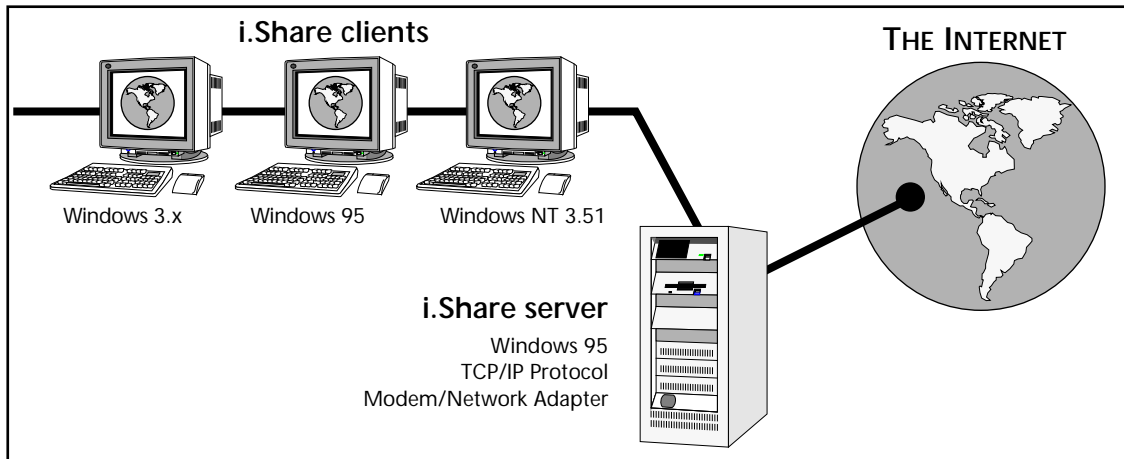 i.Share clients
THE INTERNET
Windows 3.x
Windows 95
Windows NT 3.51
i.Share server
Windows 95
TCP/IP Protocol
Modem/Network Adapter